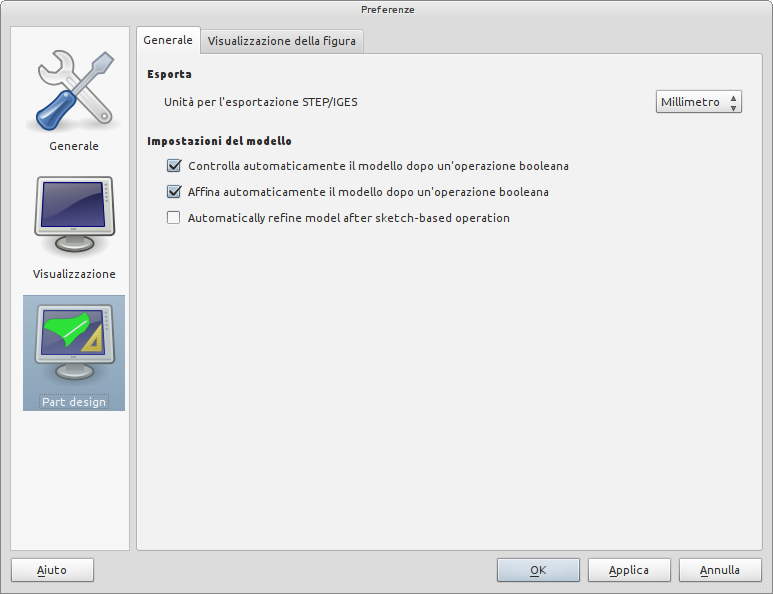 Preferenze
Generale
Visualizzazione
Part design
Generale Visualizzazione della figura
Esporta
Unità per l'esportazione STEP/IGES Millimetro
Impostazioni del modello
Controlla automaticamente il modello dopo un'operazione booleana
Affina automaticamente il modello dopo un'operazione booleana
Automatically refine model after sketch-based operation
Aiuto OK Applica Annulla